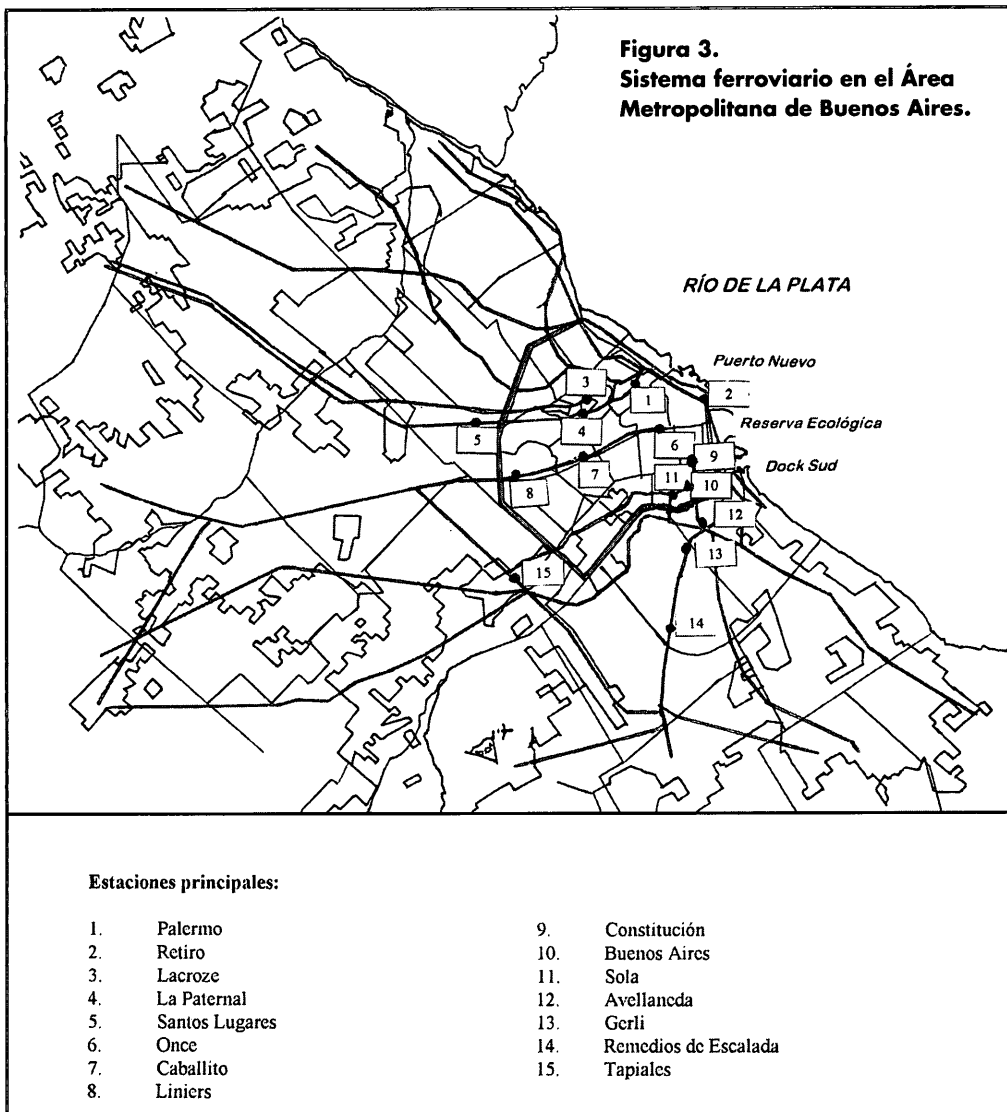 Figura 3.
Sistema ferroviario en el Área
Metropolitana de Buenos Aires.
RÍO DE LA PLATA
Puerto Nuevo
3
1
2
Reserva Ecológica
4
5
6
9
Dock Sud
7
11
10
8
12
13
15
14
Estaciones principales:
1. Palermo
2. Retiro
3. Lacroze
4. La Paternal
5. Santos Lugares
6. Once
7. Caballito
8. Liniers
9. Constitución
10. Buenos Aires
11. Sola
12. Avellaneda
13. Gerli
14. Remedios de Escalada
15. Tapiales